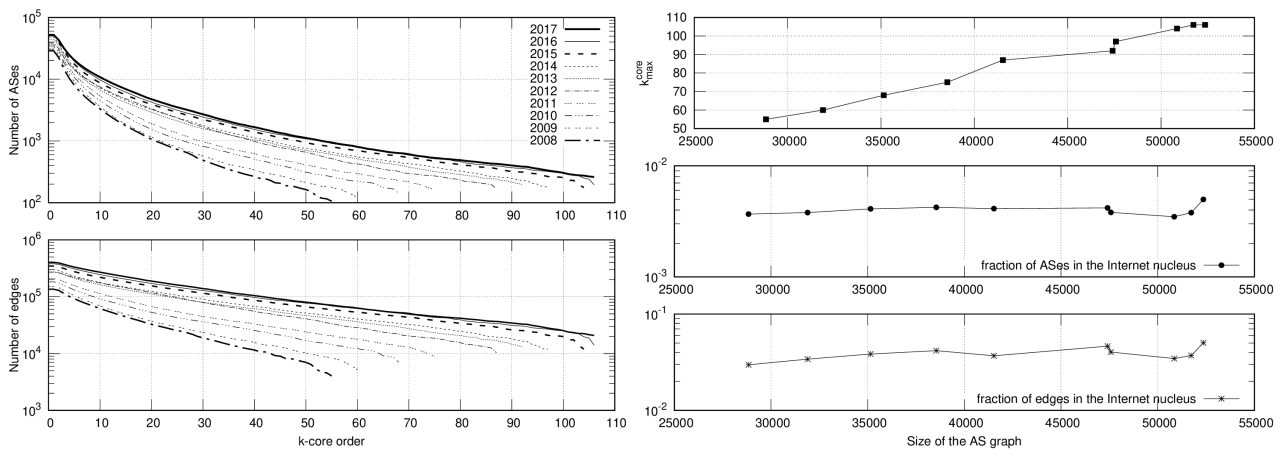 10^5
10^4
10^3
10^2
Number of ASes
2017
2016
2015
2014
2013
2012
2011
2010
2009
2008
0 10 20 30 40 50 60 70 80 90 100 110
10^6
10^5
10^4
10^3
Number of edges
0 10 20 30 40 50 60 70 80 90 100 110
k-core order
110
100
90
80
70
60
50
k_max^core
25000 30000 35000 40000 45000 50000 55000
10^-2
10^-3
fraction of ASes in the Internet nucleus
25000 30000 35000 40000 45000 50000 55000
10^-1
10^-2
fraction of edges in the Internet nucleus
25000 30000 35000 40000 45000 50000 55000
Size of the AS graph